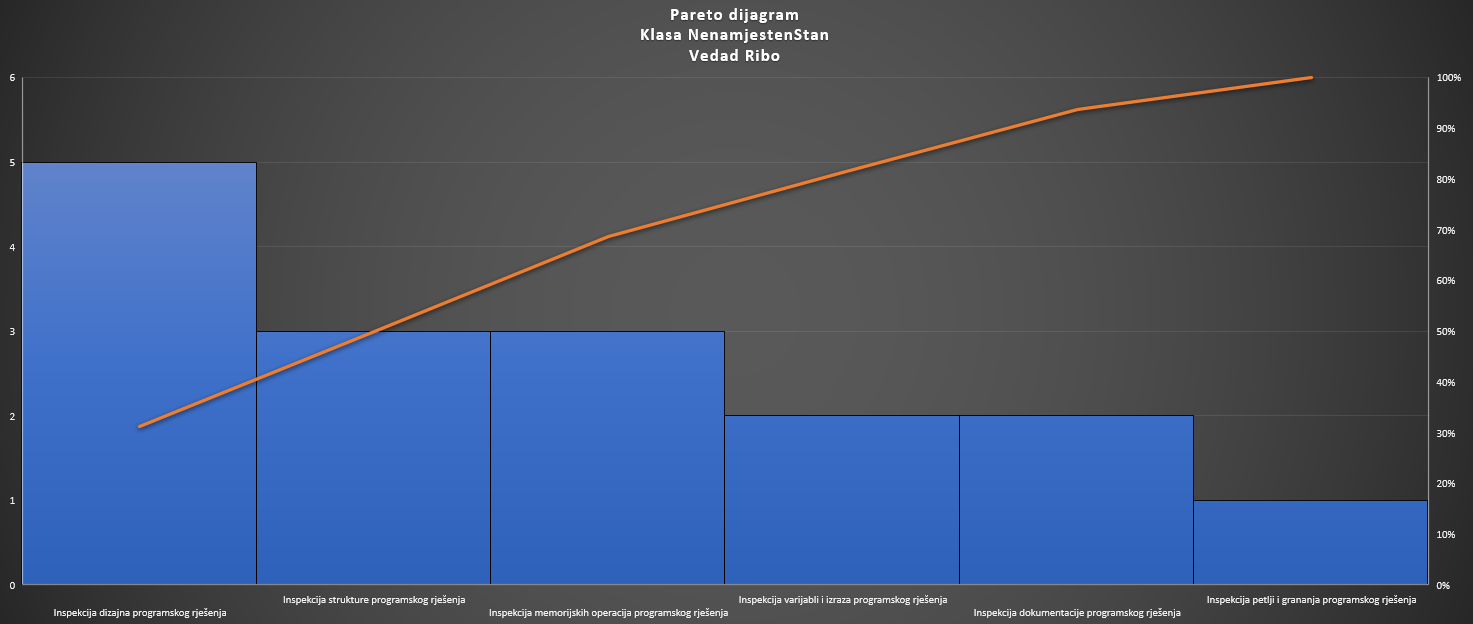 Pareto dijagram
Klasa NenamjestenStan
Vedad Ribo
6
5
4
3
2
1
0
100%
90%
80%
70%
60%
50%
40%
30%
20%
10%
0%
Inspekcija dizajna programskog rješenja
Inspekcija strukture programskog rješenja
Inspekcija memorijskih operacija programskog rješenja
Inspekcija varijabli i izraza programskog rješenja
Inspekcija dokumentacije programskog rješenja
Inspekcija petlji i grananja programskog rješenja